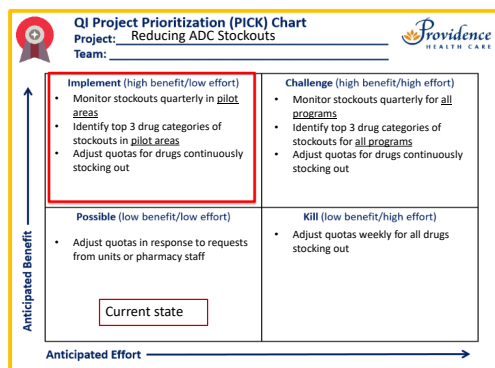 QI Project Prioritization (PICK) Chart
Project: Reducing ADC Stockouts
Team:
Providence
HEALTH CARE
Implement (high benefit/low effort)
• Monitor stockouts quarterly in pilot
areas
• Identify top 3 drug categories of
stockouts in pilot areas
• Adjust quotas for drugs continuously
stocking out
Challenge (high benefit/high effort)
• Monitor stockouts quarterly for all
programs
• Identify top 3 drug categories of
stockouts for all programs
• Adjust quotas for drugs continuously
stocking out
Possible (low benefit/low effort)
• Adjust quotas in response to requests
from units or pharmacy staff
Current state
Kill (low benefit/high effort)
• Adjust quotas weekly for all drugs
stocking out
Anticipated Benefit
Anticipated Effort